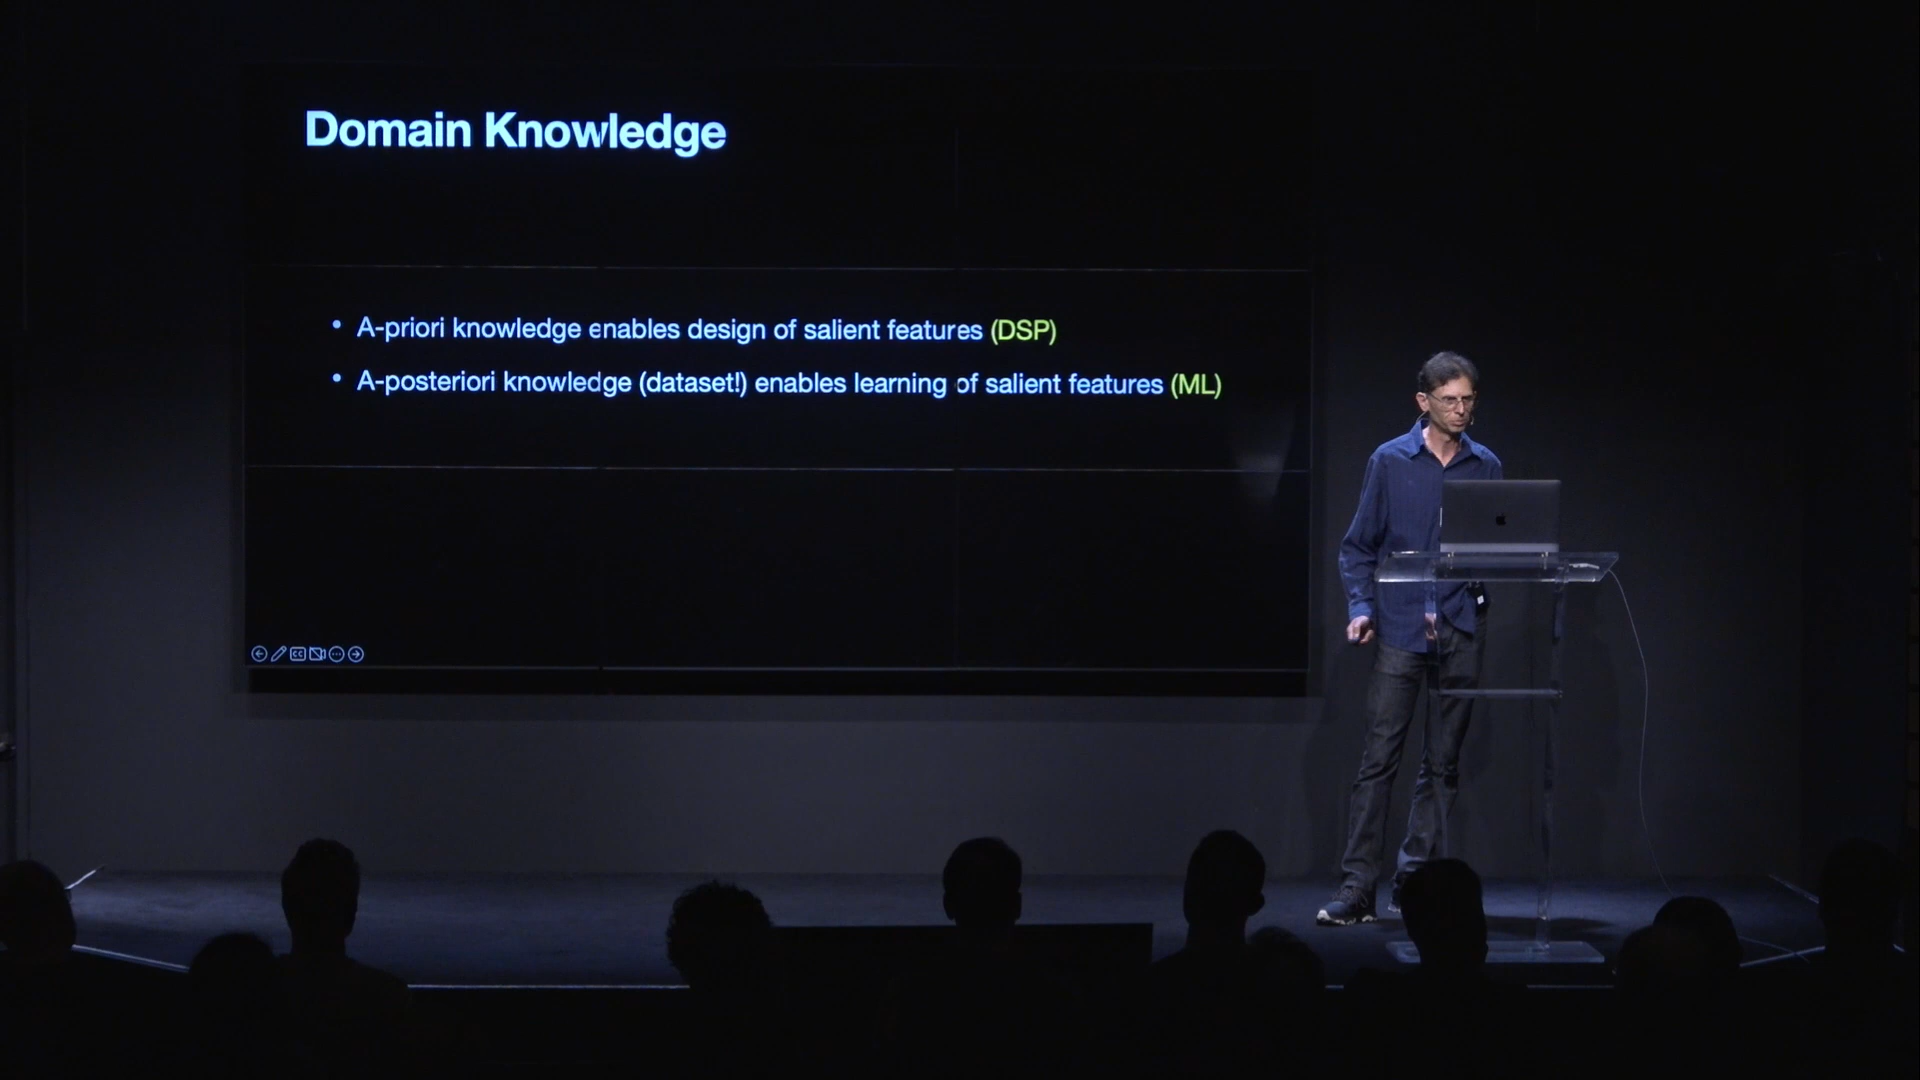 Domain Knowledge
• A-priori knowledge enables design of salient features (DSP)
• A-posteriori knowledge (dataset!) enables learning of salient features (ML)
CC